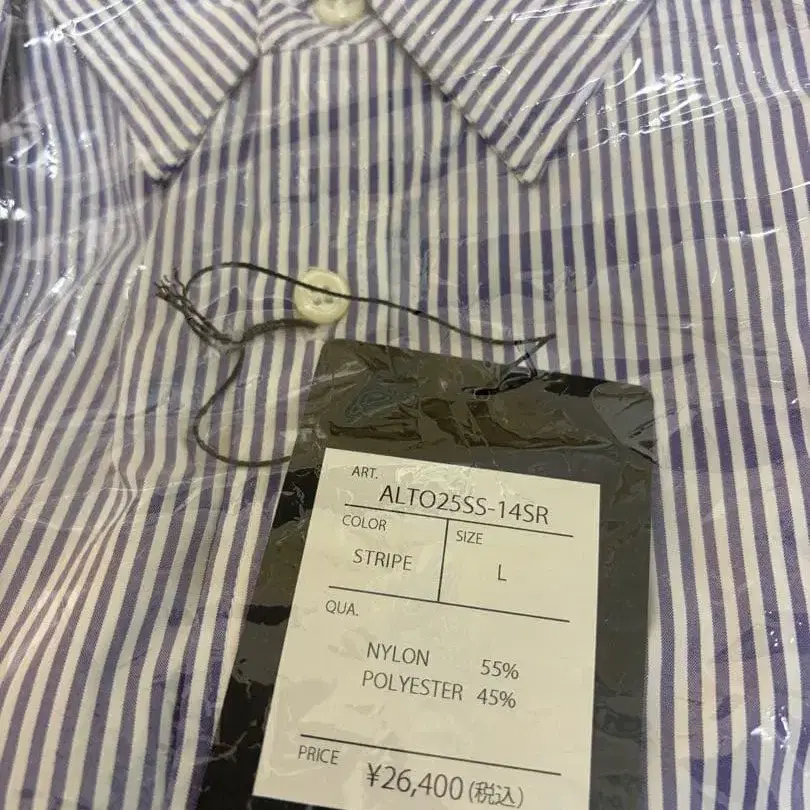 ART.
ALTO25SS-14SR
COLOR
STRIPE
SIZE
L
QUA.
NYLON 55%
POLYESTER 45%
PRICE ¥26,400(税込)